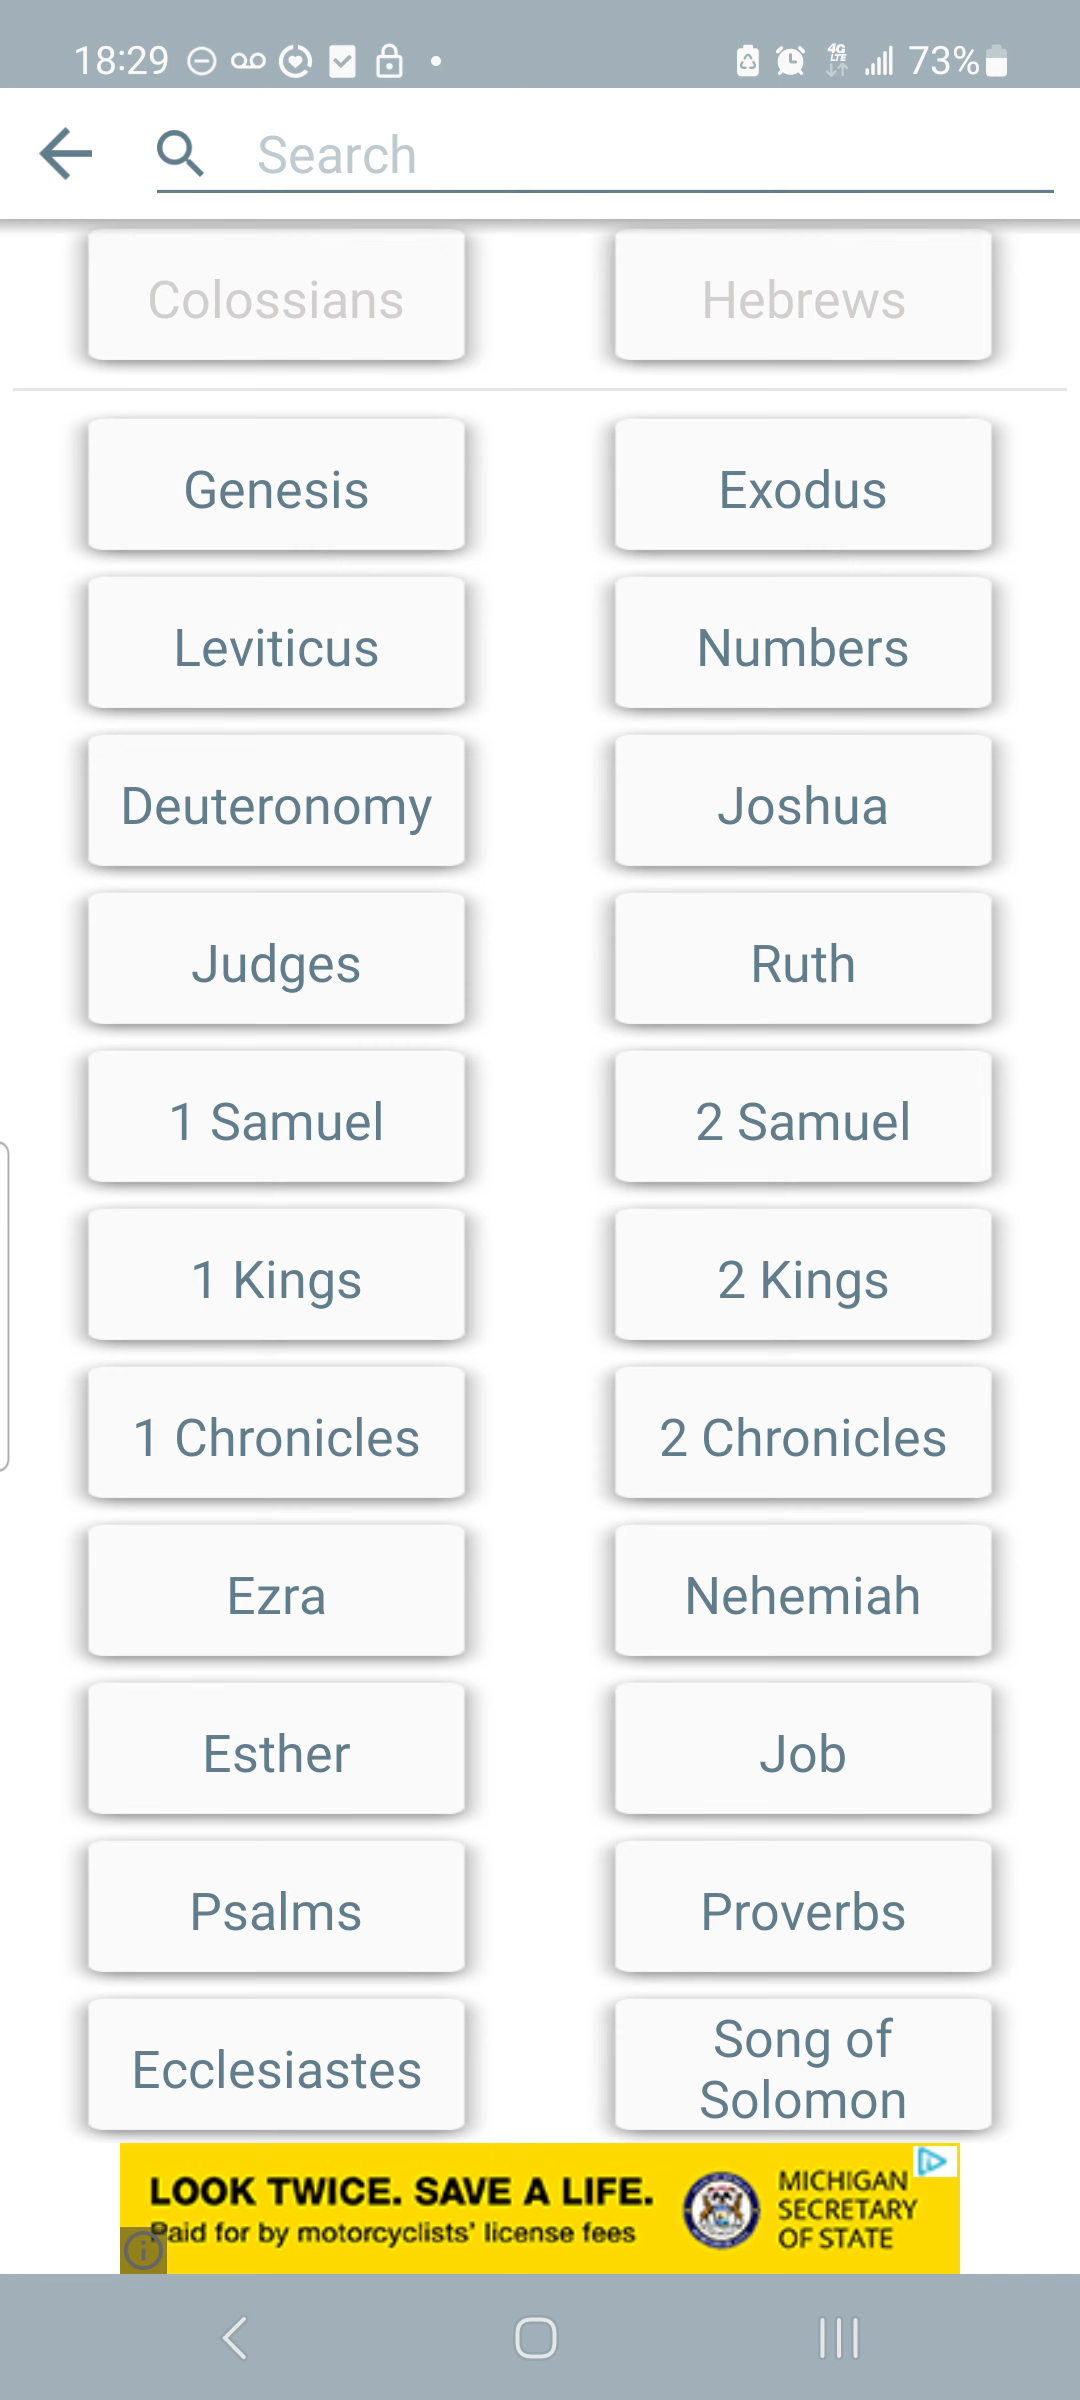 18:29
4G LTE
73%
Search
Colossians
Hebrews
Genesis
Exodus
Leviticus
Numbers
Deuteronomy
Joshua
Judges
Ruth
1 Samuel
2 Samuel
1 Kings
2 Kings
1 Chronicles
2 Chronicles
Ezra
Nehemiah
Esther
Job
Psalms
Proverbs
Ecclesiastes
Song of
Solomon
LOOK TWICE. SAVE A LIFE.
Paid for by motorcyclists' license fees
MICHIGAN
SECRETARY
OF STATE